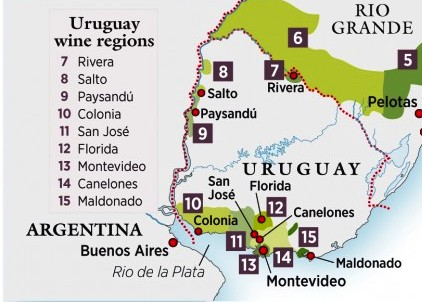 Uruguay
wine regions
7 Rivera
8 Salto
9 Paysandú
10 Colonia
11 San José
12 Florida
13 Montevideo
14 Canelones
15 Maldonado
RIO
GRANDE
6
5
7
Rivera
8
Salto
Pelotas
Paysandú
9
URUGUAY
San
José
Florida
10
12
Canelones
Colonia
ARGENTINA
11
15
Buenos Aires
13
14
Maldonado
Rio de la Plata
Montevideo